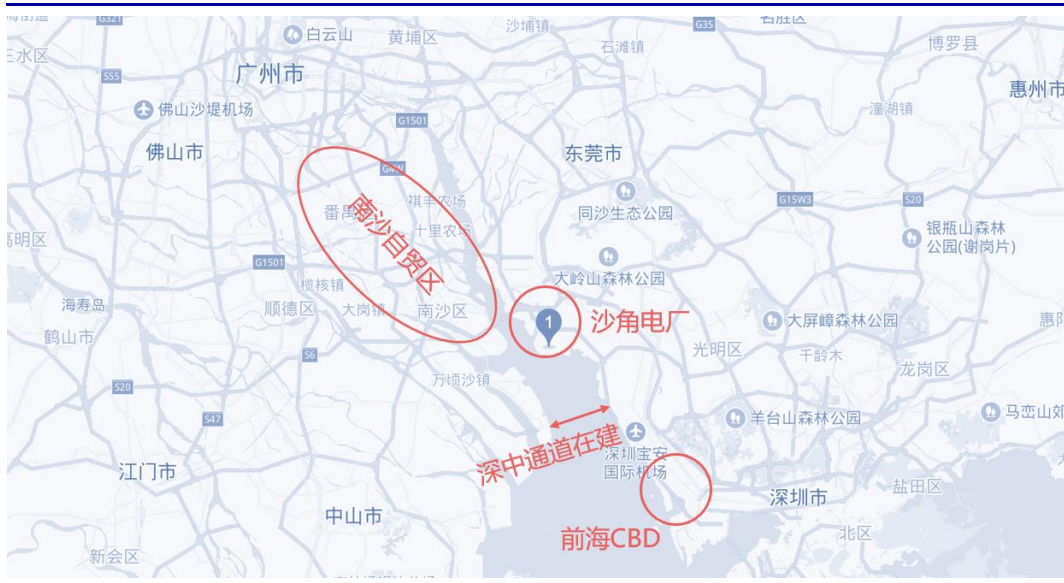 G321
白云山
黄埔区
沙埔镇
G35
名胜区
石滩镇
博罗县
三水区
广州市
S55
惠州市
佛山沙堤机场
潼湖镇
G1501
佛山市
东莞市
G4W
G15W3
S20
番禺
祺丰农场
同沙生态公园
十里农场
银瓶山森林
公园(谢岗片)
高明区
南沙自贸区
G1501
大岭山森林公园
榄核镇
海寿岛
顺德区
大岗镇
南沙区
1
沙角电厂
大屏嶂森林公园
惠阳
鹤山市
光明区
千龄木
S6
龙岗区
万顷沙镇
S20
S47
羊台山森林公园
马峦山郊
深中通道在建
深圳宝安
国际机场
江门市
深圳市
盐田区
中山市
前海CBD
北区
新会区